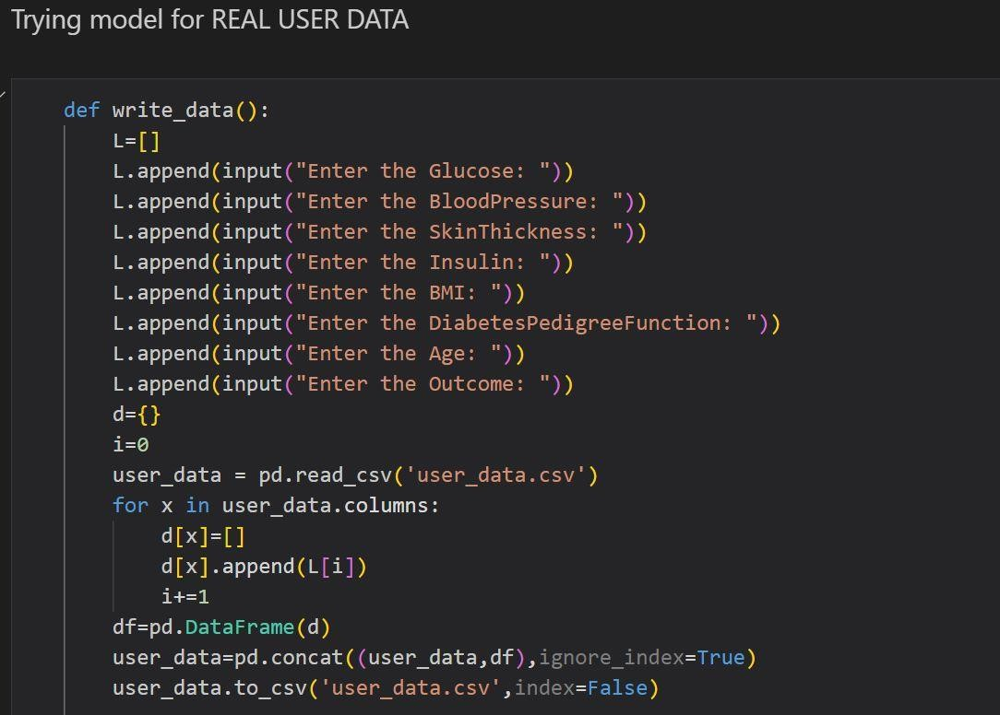 Trying model for REAL USER DATA
def write_data():
    L=[]
    L.append(input("Enter the Glucose: "))
    L.append(input("Enter the BloodPressure: "))
    L.append(input("Enter the SkinThickness: "))
    L.append(input("Enter the Insulin: "))
    L.append(input("Enter the BMI: "))
    L.append(input("Enter the DiabetesPedigreeFunction: "))
    L.append(input("Enter the Age: "))
    L.append(input("Enter the Outcome: "))
    d={}
    i=0
    user_data = pd.read_csv('user_data.csv')
    for x in user_data.columns:
        d[x]=[]
        d[x].append(L[i])
        i+=1
    df=pd.DataFrame(d)
    user_data=pd.concat((user_data,df),ignore_index=True)
    user_data.to_csv('user_data.csv',index=False)